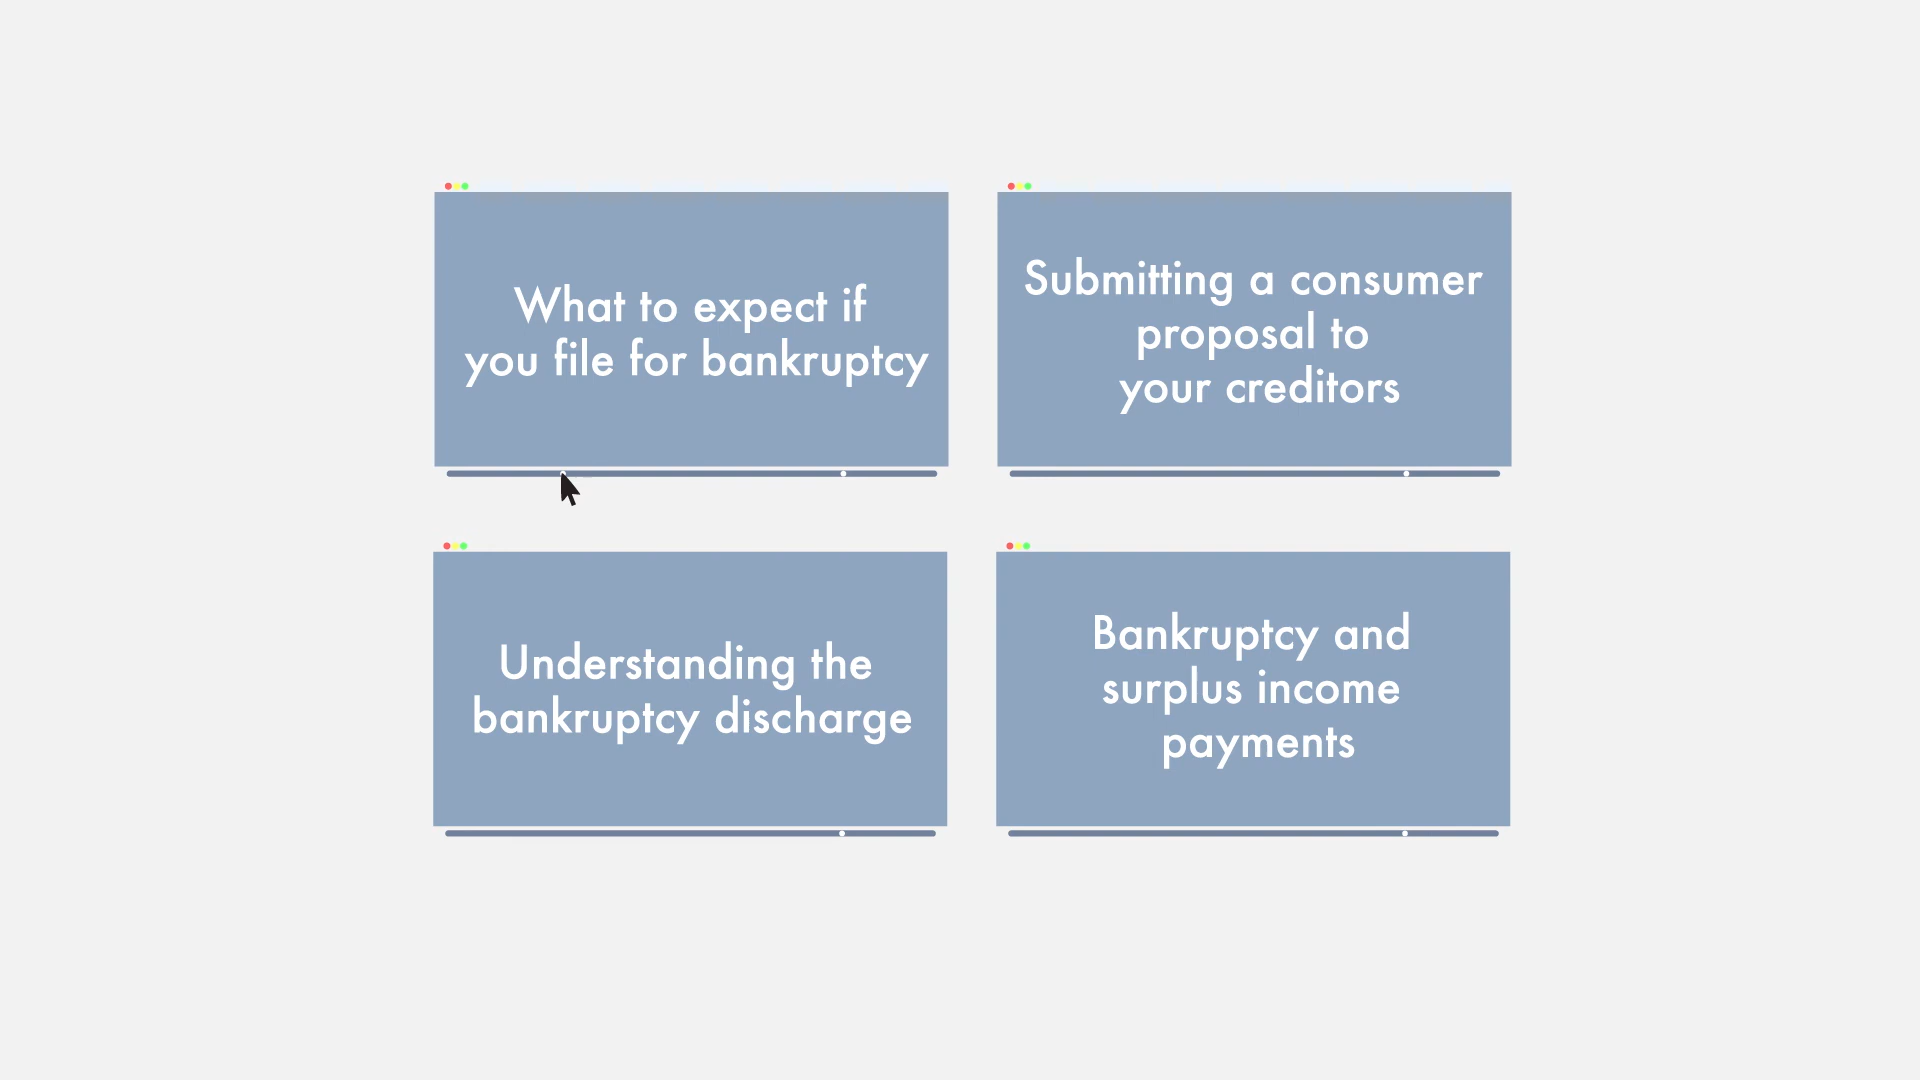 What to expect if
you file for bankruptcy
Submitting a consumer
proposal to
your creditors
Understanding the
bankruptcy discharge
Bankruptcy and
surplus income
payments